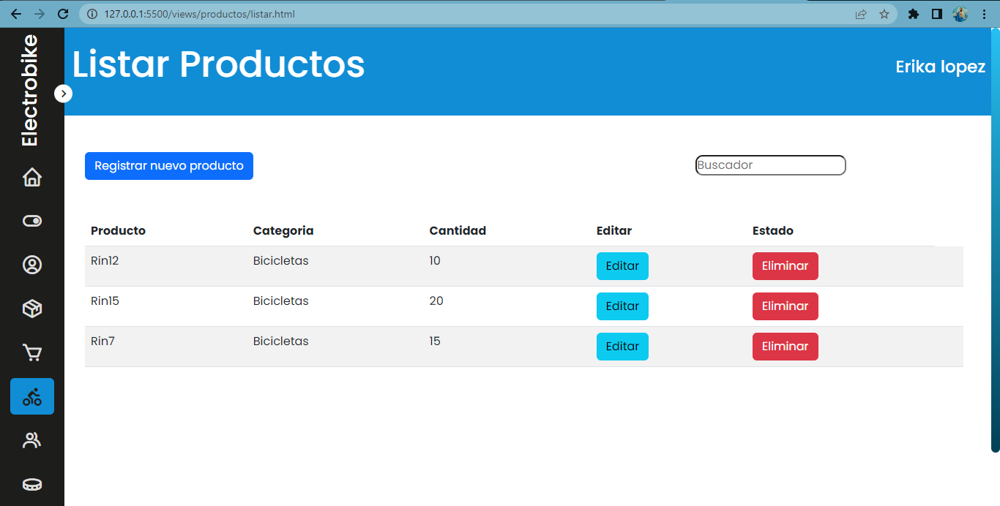 127.0.0.1:5500/views/productos/listar.html
Electrobike
Listar Productos
Erika lopez
Registrar nuevo producto
Buscador
Producto Categoria Cantidad Editar Estado
Rin12 Bicicletas 10 Editar Eliminar
Rin15 Bicicletas 20 Editar Eliminar
Rin7 Bicicletas 15 Editar Eliminar